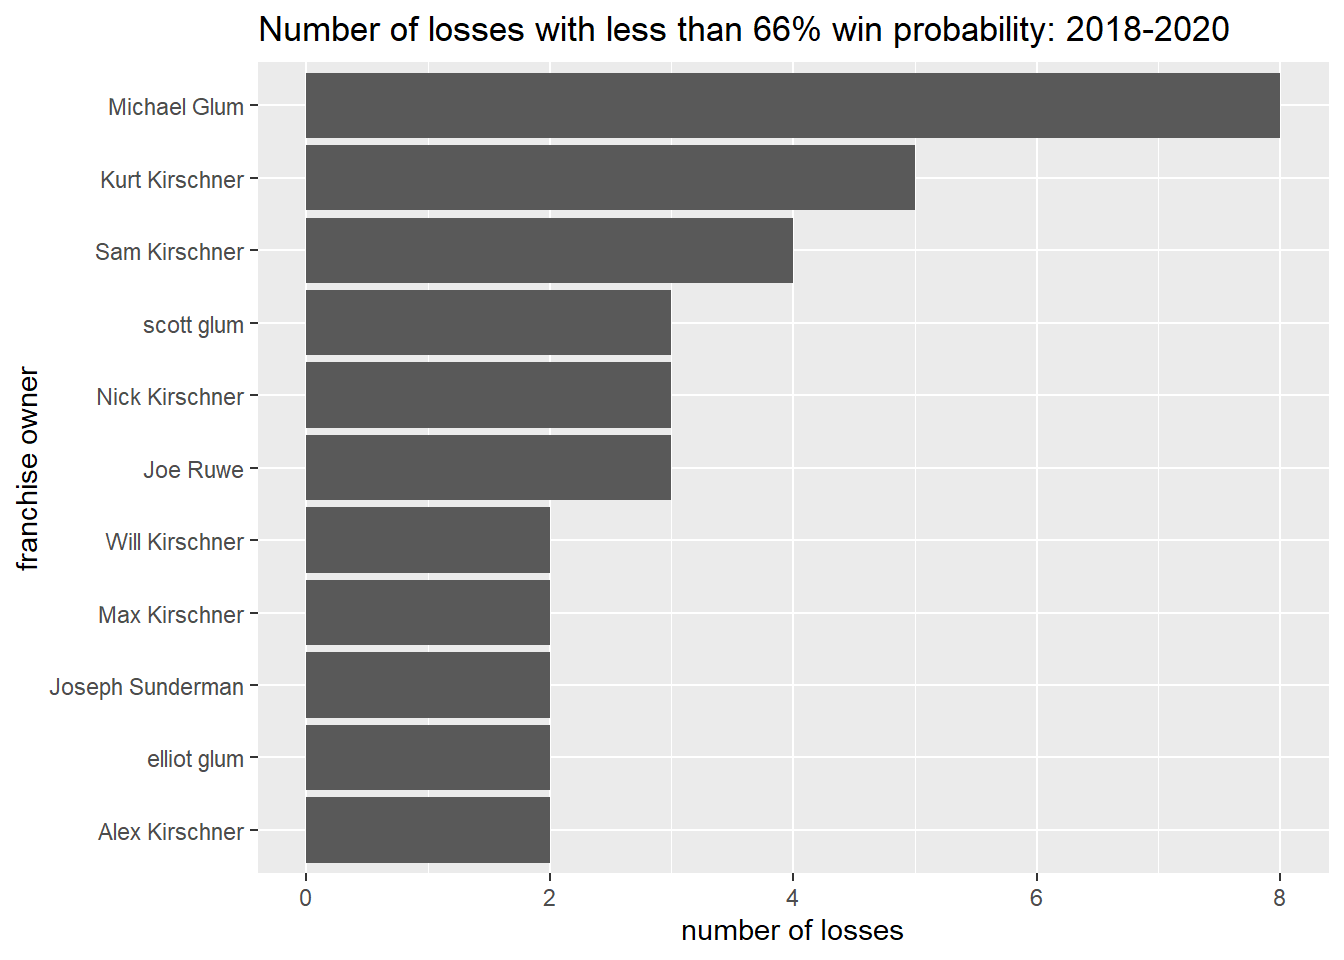 Number of losses with less than 66% win probability: 2018-2020
Michael Glum
Kurt Kirschner
Sam Kirschner
scott glum
Nick Kirschner
Joe Ruwe
Will Kirschner
Max Kirschner
Joseph Sunderman
elliot glum
Alex Kirschner
franchise owner
0 2 4 6 8
number of losses